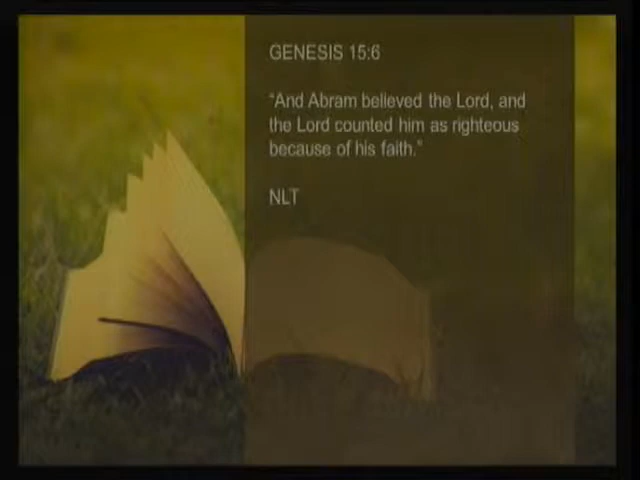 GENESIS 15:6
“And Abram believed the Lord, and
the Lord counted him as righteous
because of his faith.”
NLT